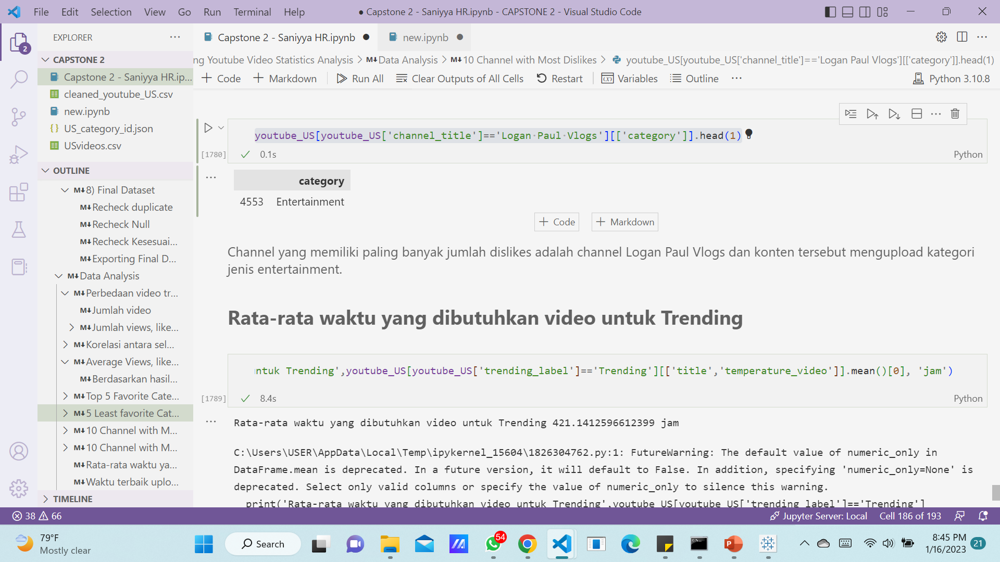 File Edit Selection View Go Run Terminal Help
● Capstone 2 - Saniyya HR.ipynb - CAPSTONE 2 - Visual Studio Code
2
EXPLORER
CAPSTONE 2
Capstone 2 - Saniyya HR.ip...
cleaned_youtube_US.csv
new.ipynb
US_category_id.json
USvideos.csv
OUTLINE
M↓8) Final Dataset
M↓Recheck duplicate
M↓Recheck Null
M↓Recheck Kesesuai...
M↓Exporting Final D...
M↓Data Analysis
M↓Perbedaan video tr...
M↓Jumlah video
M↓Jumlah views, like...
M↓Korelasi antara sel...
M↓Average Views, like...
M↓Berdasarkan hasil...
M↓Top 5 Favorite Cate...
M↓5 Least favorite Cat...
M↓10 Channel with M...
M↓10 Channel with M...
M↓Rata-rata waktu ya...
M↓Waktu terbaik uplo...
TIMELINE
Capstone 2 - Saniyya HR.ipynb ● new.ipynb ●
ng Youtube Video Statistics Analysis > M↓Data Analysis > M↓10 Channel with Most Dislikes > youtube_US[youtube_US['channel_title']=='Logan Paul Vlogs'][['category']].head(1)
+ Code + Markdown Run All Clear Outputs of All Cells Restart Variables Outline ... Python 3.10.8
youtube_US[youtube_US['channel_title']=='Logan·Paul·Vlogs'][['category']].head(1)
[1780] ✓ 0.1s Python
category
4553 Entertainment
+ Code + Markdown
Channel yang memiliki paling banyak jumlah dislikes adalah channel Logan Paul Vlogs dan konten tersebut mengupload kategori
jenis entertainment.
Rata-rata waktu yang dibutuhkan video untuk Trending
ntuk Trending',youtube_US[youtube_US['trending_label']=='Trending'][['title','temperature_video']].mean()[0], 'jam')
[1789] ✓ 8.4s Python
Rata-rata waktu yang dibutuhkan video untuk Trending 421.1412596612399 jam
C:\Users\USER\AppData\Local\Temp\ipykernel_15604\1826304762.py:1: FutureWarning: The default value of numeric_only in
DataFrame.mean is deprecated. In a future version, it will default to False. In addition, specifying 'numeric_only=None' is
deprecated. Select only valid columns or specify the value of numeric_only to silence this warning.
print('Rata-rata waktu yang dibutuhkan video untuk Trending',youtube_US[youtube_US['trending_label']=='Trending']
38 66 Jupyter Server: Local Cell 186 of 193
79°F
Mostly clear
Search
54
8:45 PM
1/16/2023
21